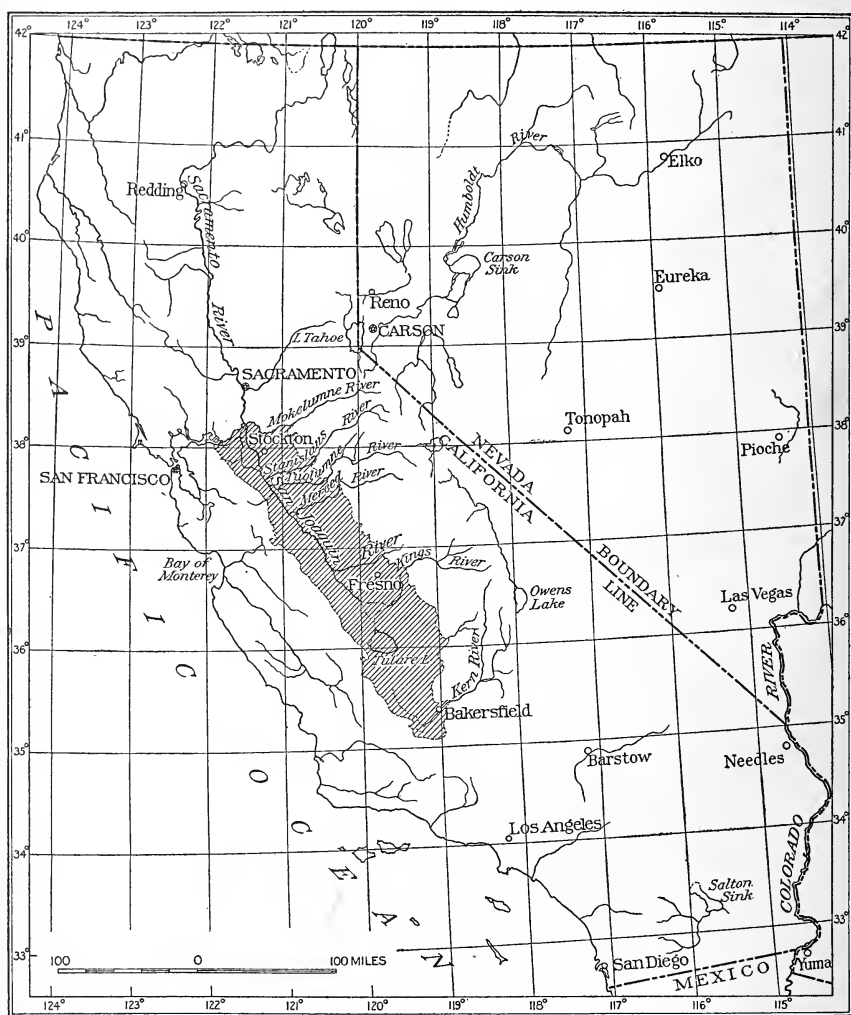 124° 123° 122° 121° 120° 119° 118° 117° 116° 115° 114°
42° 42°
41° 41°
River
Elko
Redding
Sacramento
River
Humboldt
40° 40°
Carson
Sink
Eureka
Reno
39° 39°
L Tahoe
CARSON
SACRAMENTO
Mokelumne River
Tonopah
38° 38°
Stockton
Stanislaus River
Pioche
NEVADA
CALIFORNIA
SAN FRANCISCO
Tuolumne River
Merced River
San Joaquin River
37° 37°
Bay of
Monterey
Kings River
Fresno
BOUNDARY
LINE
Owens
Lake
Las Vegas
36° 36°
Tulare L.
Kern River
RIVER
Bakersfield
35° 35°
Barstow
Needles
34° 34°
Los Angeles
COLORADO
PACIFIC OCEAN
33° 33°
Salton
Sink
100 0 100 MILES
San Diego
MEXICO
Yuma
124° 123° 122° 121° 120° 119° 118° 117° 116° 115°